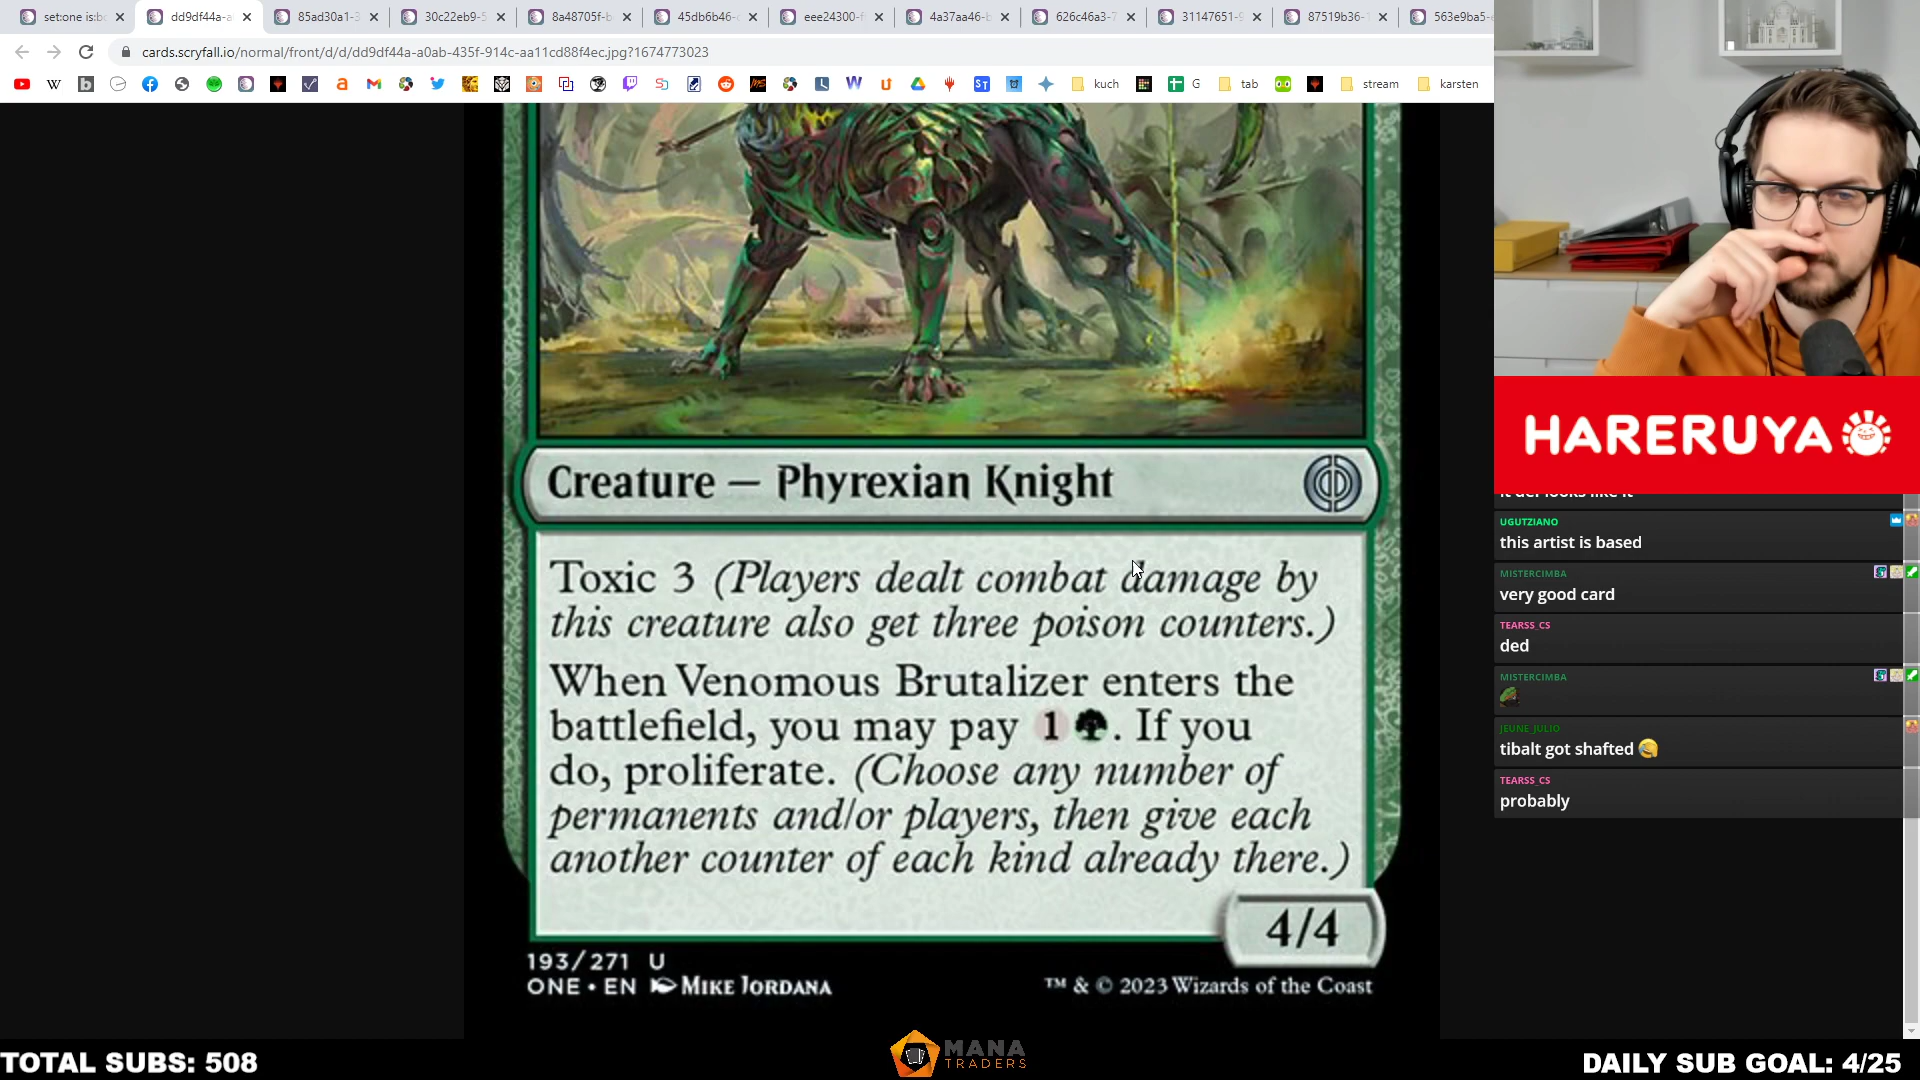 set:one is:bo
dd9df44a-a
85ad30a1-3
30c22eb9-5
8a48705f-b
45db6b46-c
eee24300-f
4a37aa46-b
626c46a3-7
31147651-9
87519b36-1
563e9ba5-e
cards.scryfall.io/normal/front/d/d/dd9df44a-a0ab-435f-914c-aa11cd88f4ec.jpg?1674773023
kuch
G
tab
stream
karsten
Creature — Phyrexian Knight
Toxic 3 (Players dealt combat damage by
this creature also get three poison counters.)
When Venomous Brutalizer enters the
battlefield, you may pay 1 . If you
do, proliferate. (Choose any number of
permanents and/or players, then give each
another counter of each kind already there.)
4/4
193/271 U
ONE • EN Mike Jordana
™ & © 2023 Wizards of the Coast
HARERUYA
UGUTZIANO
this artist is based
MISTERCIMBA
very good card
TEARSS_CS
ded
MISTERCIMBA
JEUNE_JULIO
tibalt got shafted
TEARSS_CS
probably
TOTAL SUBS: 508
MANA
TRADERS
DAILY SUB GOAL: 4/25